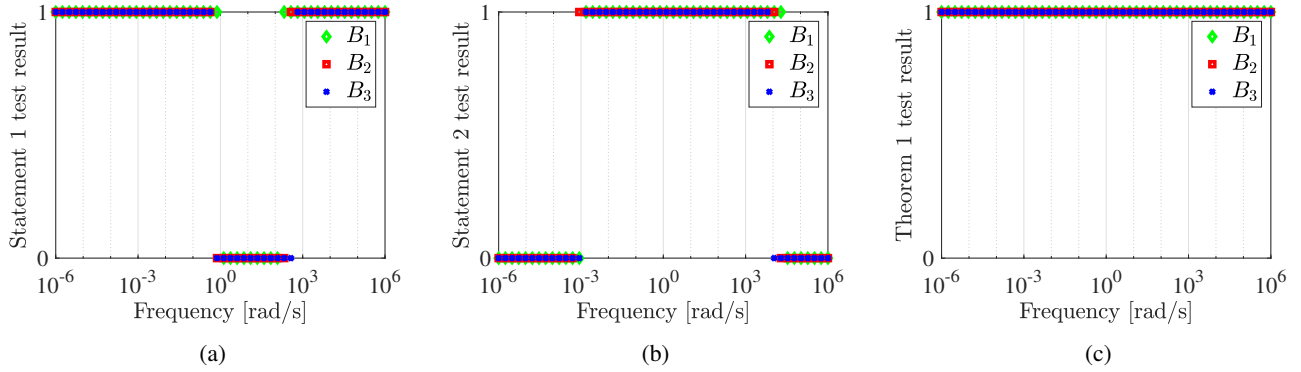 1
B₁
B₂
B₃
Statement 1 test result
0
10⁻⁶ 10⁻³ 10⁰ 10³ 10⁶
Frequency [rad/s]
(a)
1
B₁
B₂
B₃
Statement 2 test result
0
10⁻⁶ 10⁻³ 10⁰ 10³ 10⁶
Frequency [rad/s]
(b)
1
B₁
B₂
B₃
Theorem 1 test result
0
10⁻⁶ 10⁻³ 10⁰ 10³ 10⁶
Frequency [rad/s]
(c)